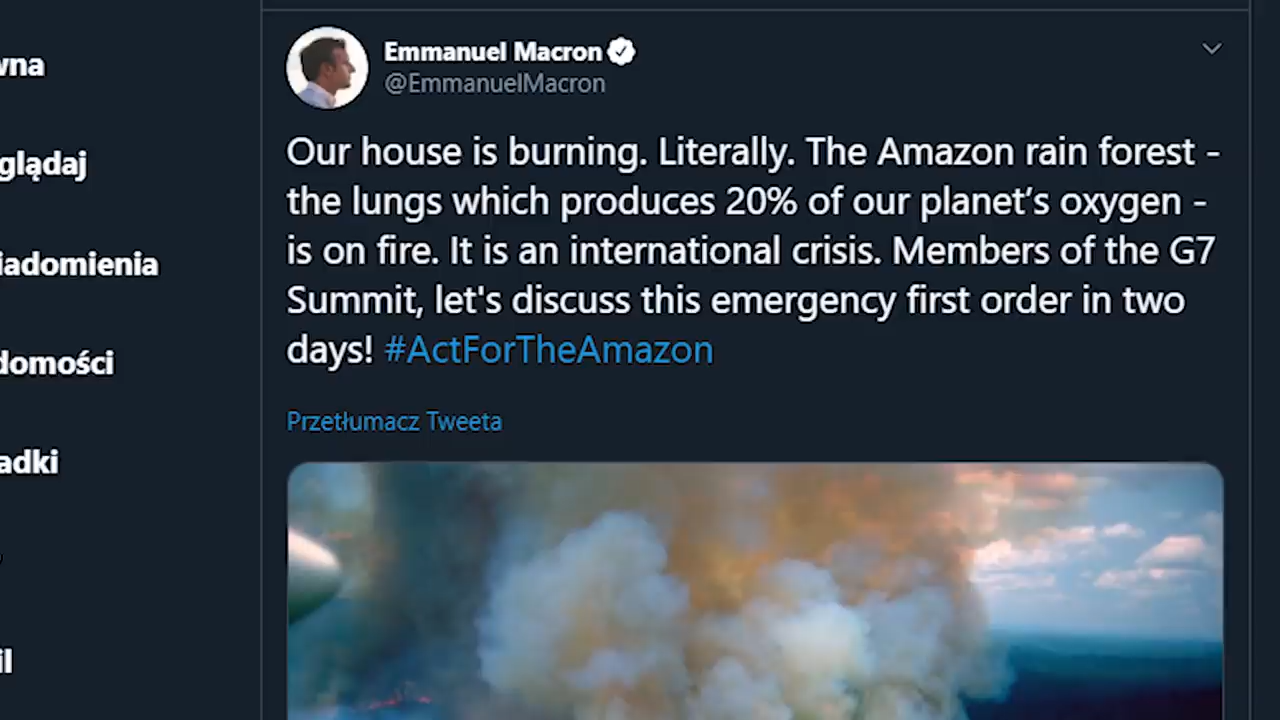 Emmanuel Macron
@EmmanuelMacron
Our house is burning. Literally. The Amazon rain forest -
the lungs which produces 20% of our planet’s oxygen -
is on fire. It is an international crisis. Members of the G7
Summit, let's discuss this emergency first order in two
days! #ActForTheAmazon
Przetłumacz Tweeta
wna
glądaj
iadomienia
domości
adki
il